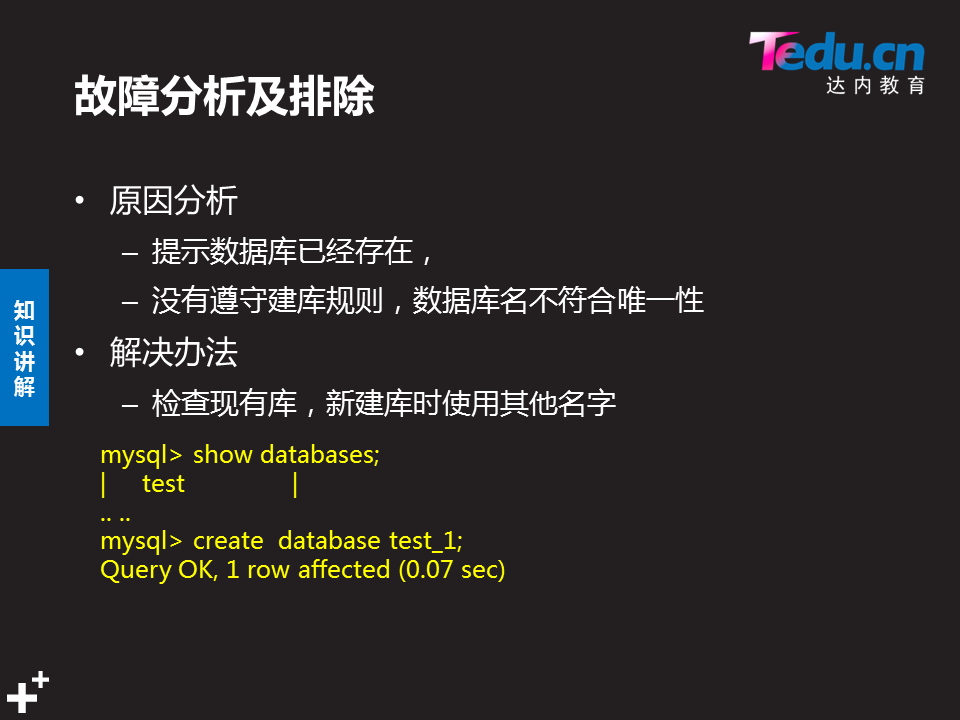 Tedu.cn
达内教育
故障分析及排除
• 原因分析
– 提示数据库已经存在，
– 没有遵守建库规则，数据库名不符合唯一性
• 解决办法
– 检查现有库，新建库时使用其他名字
知识讲解
mysql> show databases;
| test |
.. ..
mysql> create database test_1;
Query OK, 1 row affected (0.07 sec)